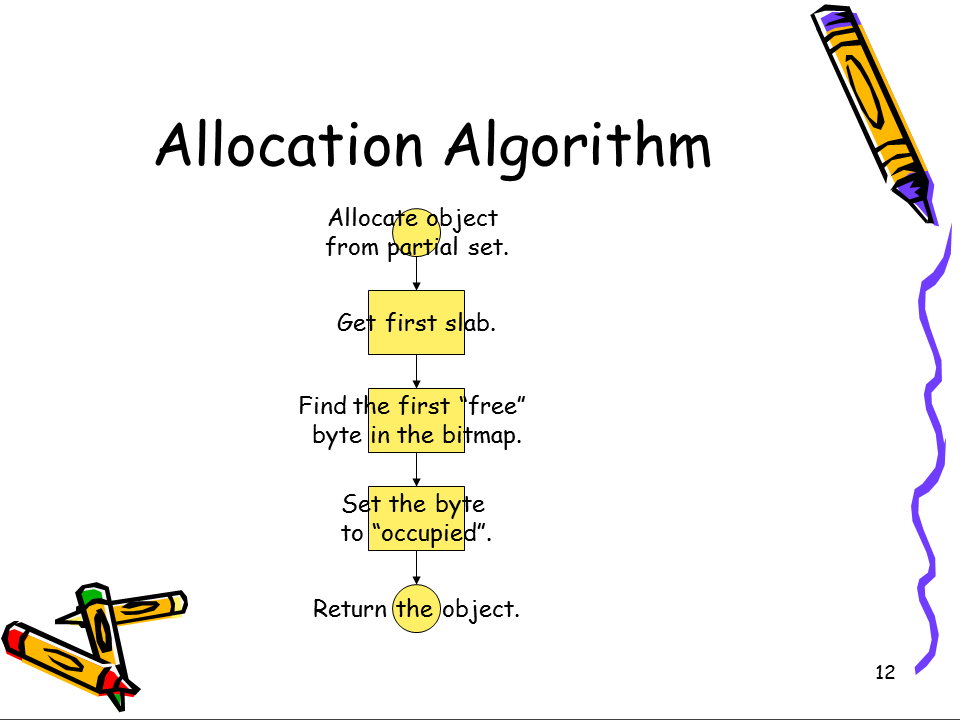 Allocation Algorithm
Allocate object
from partial set.
Get first slab.
Find the first “free”
byte in the bitmap.
Set the byte
to “occupied”.
Return the object.
12